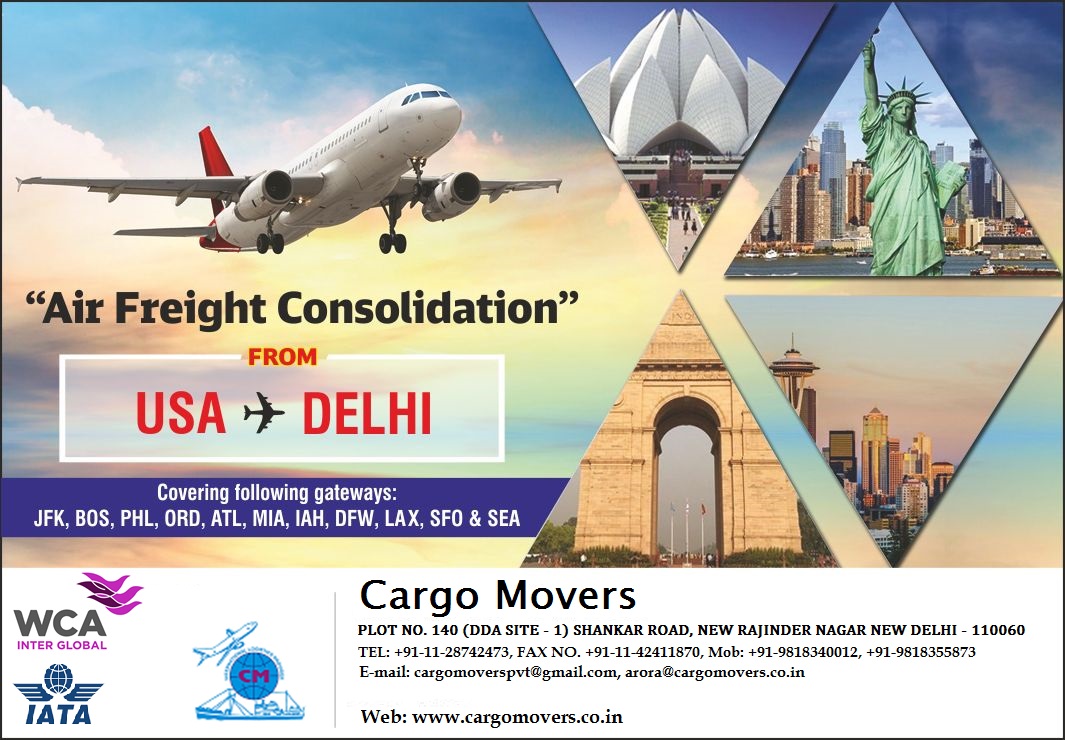 "Air Freight Consolidation"
FROM
USA DELHI
Covering following gateways:
JFK, BOS, PHL, ORD, ATL, MIA, IAH, DFW, LAX, SFO & SEA
WCA
INTER GLOBAL
IATA
CM
Cargo Movers
PLOT NO. 140 (DDA SITE - 1) SHANKAR ROAD, NEW RAJINDER NAGAR NEW DELHI - 110060
TEL: +91-11-28742473, FAX NO. +91-11-42411870, Mob: +91-9818340012, +91-9818355873
E-mail: cargomoverspvt@gmail.com, arora@cargomovers.co.in
Web: www.cargomovers.co.in